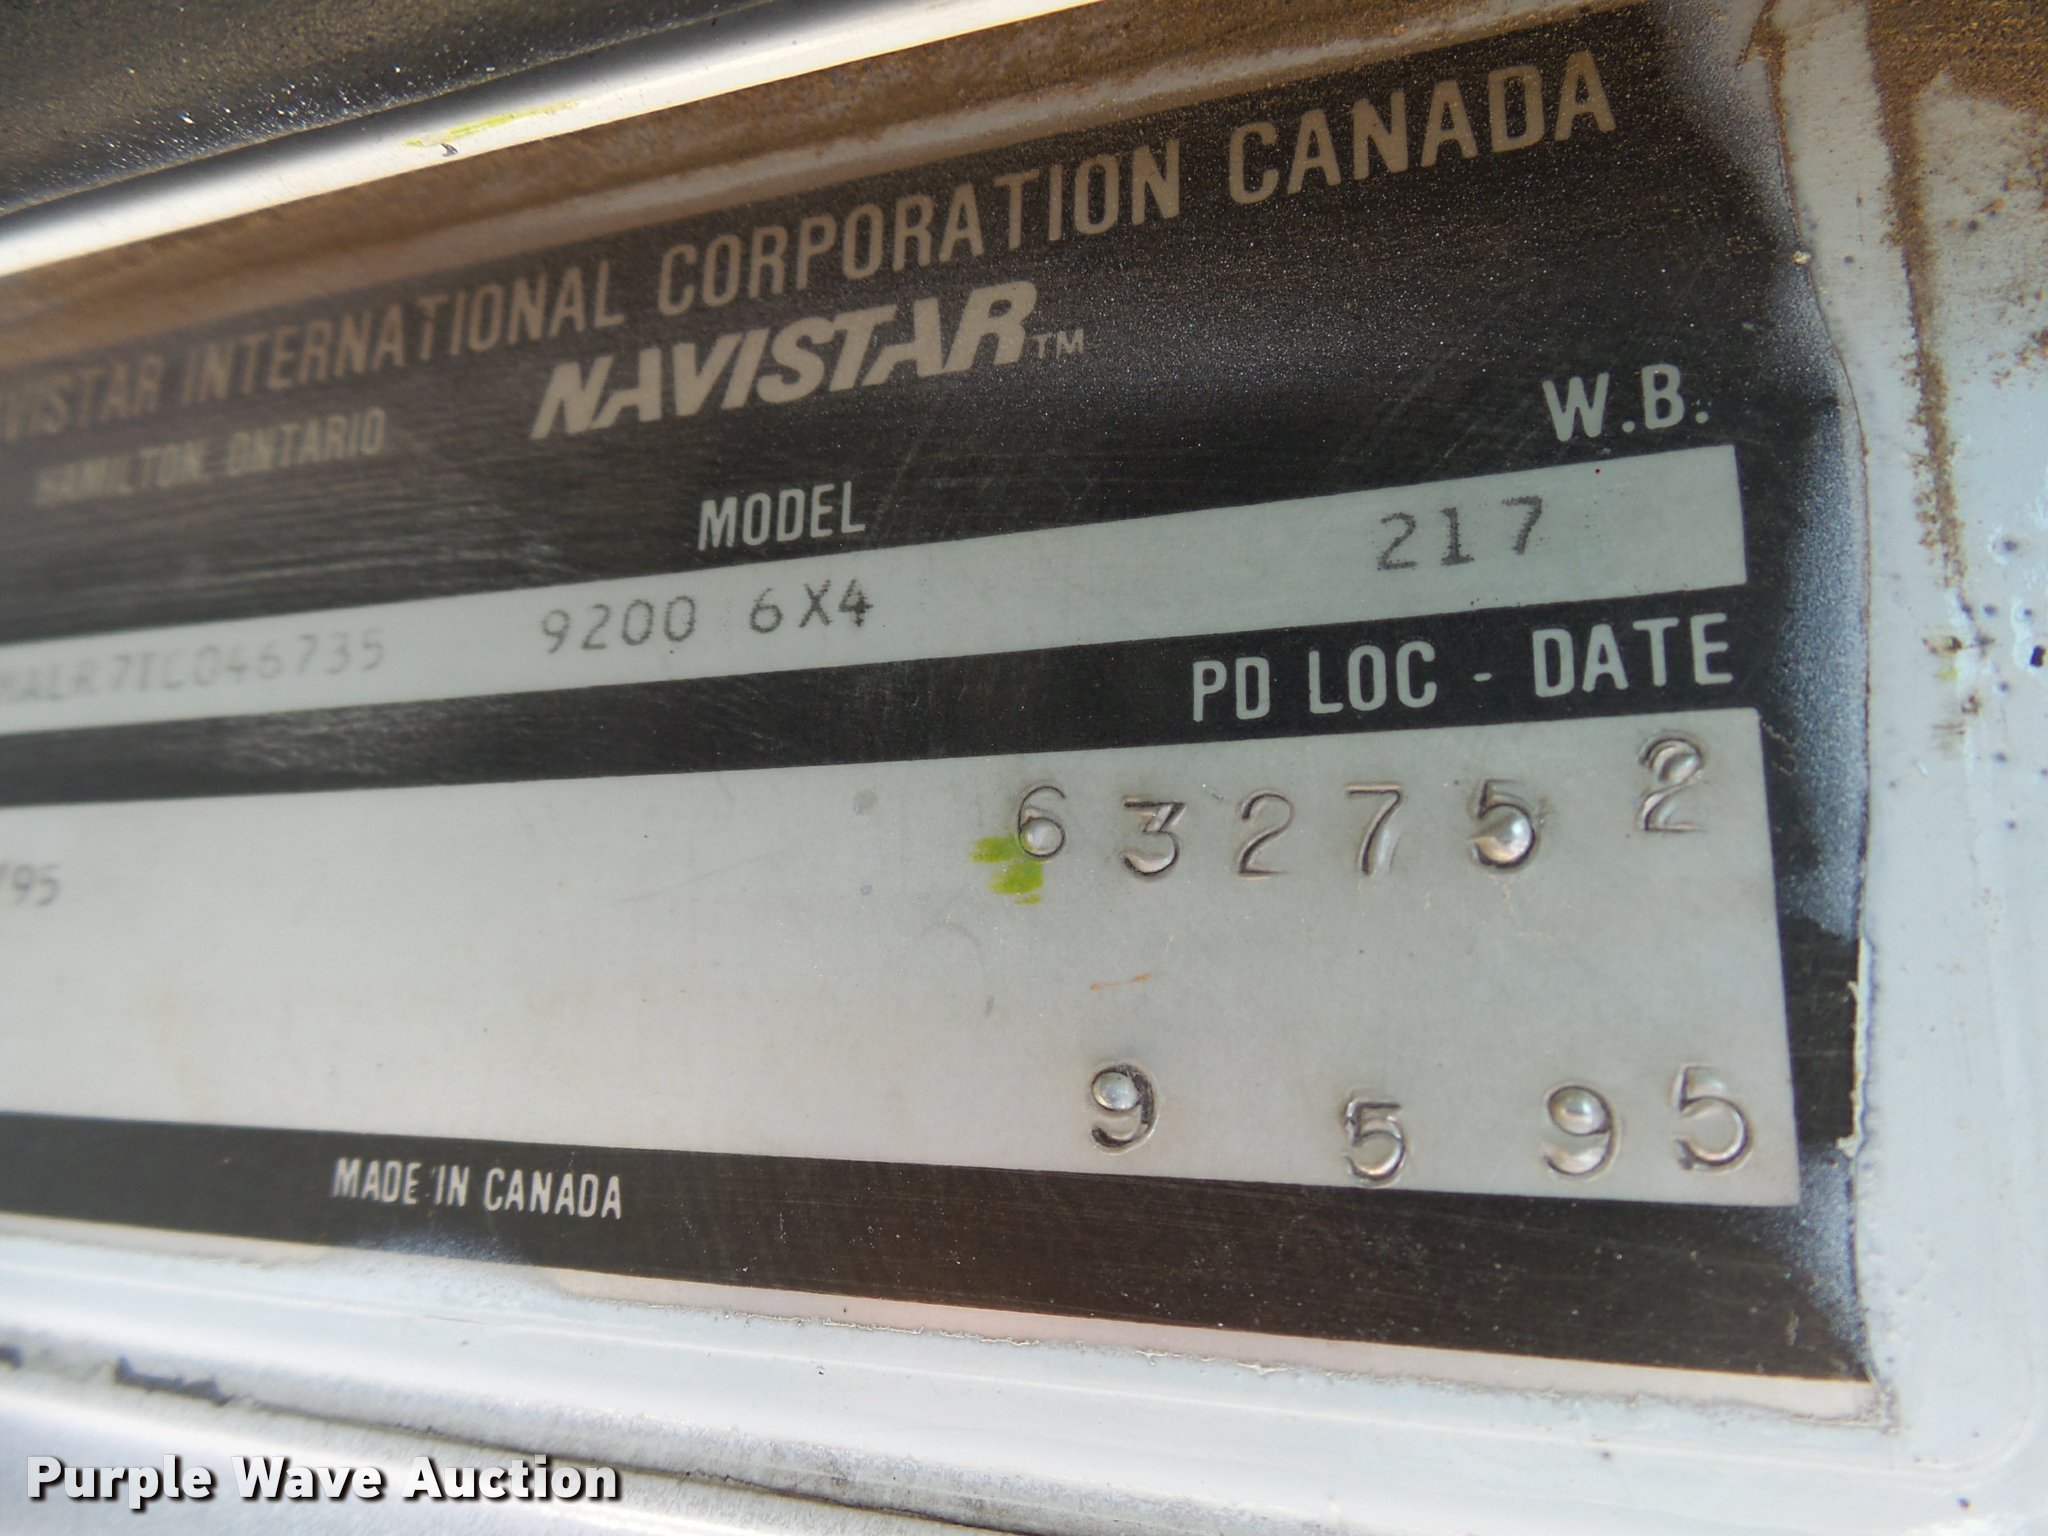 INTERNATIONAL CORPORATION CANADA
HAMILTON, ONTARIO
NAVISTAR™
MODEL
W.B.
9200 6X4
217
PD LOC - DATE
632752
/95
9 5 95
MADE IN CANADA
Purple Wave Auction